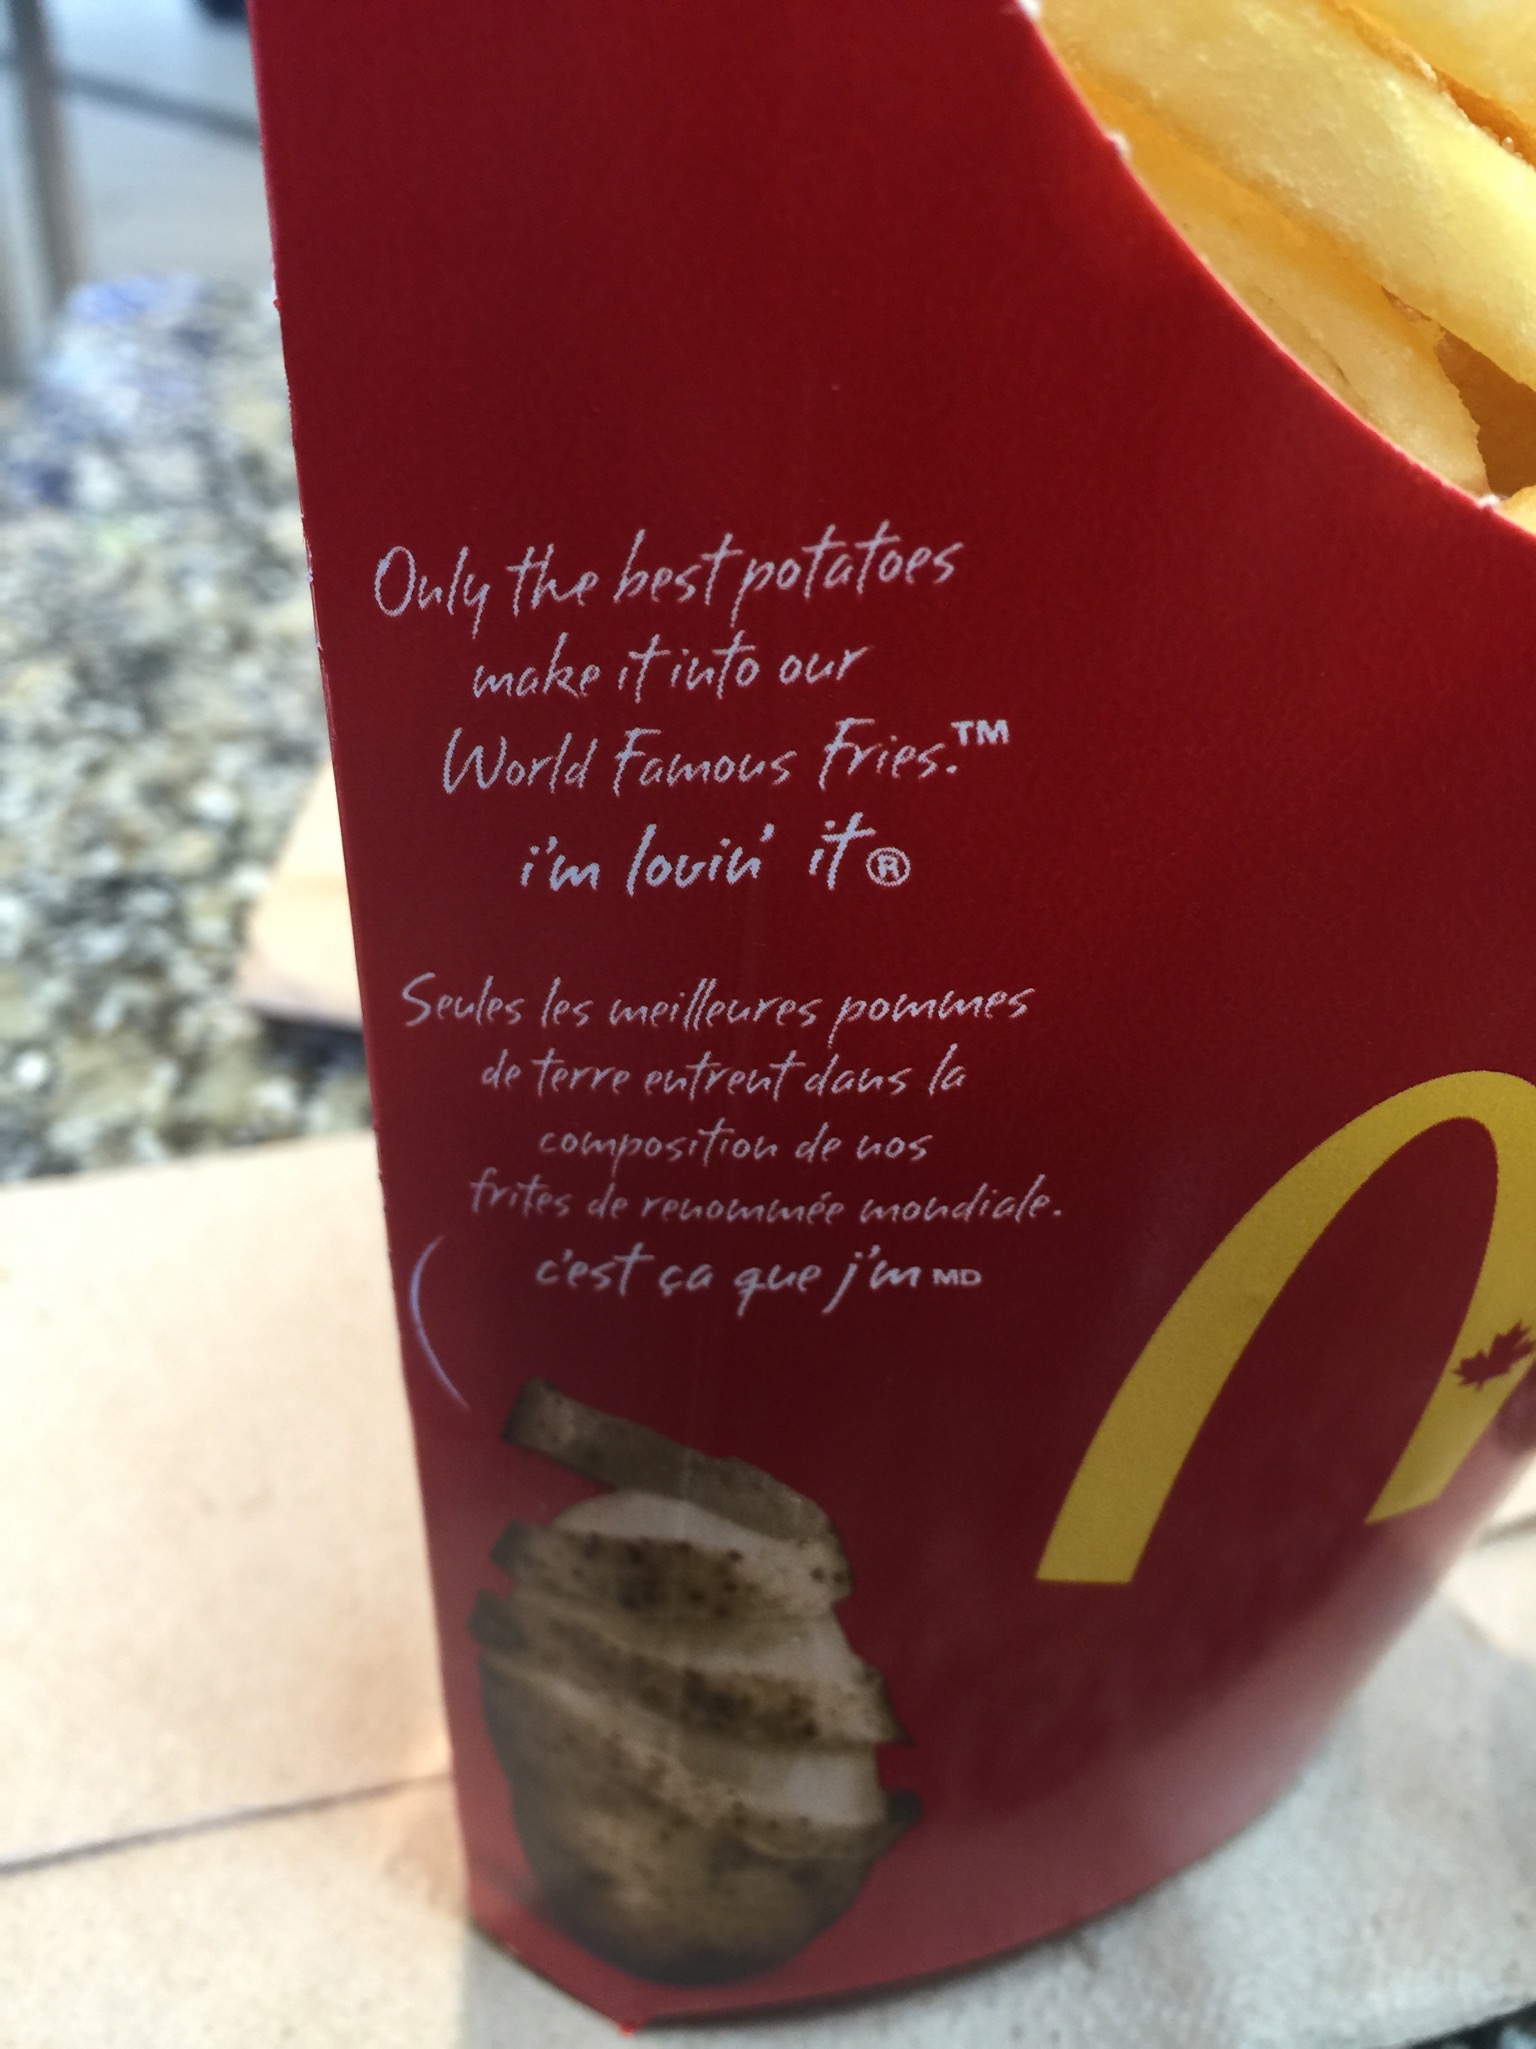 Only the best potatoes
make it into our
World Famous Fries.™
i'm lovin' it®
Seules les meilleures pommes
de terre entrent dans la
composition de nos
frites de renommée mondiale.
c'est ça que j'm MD